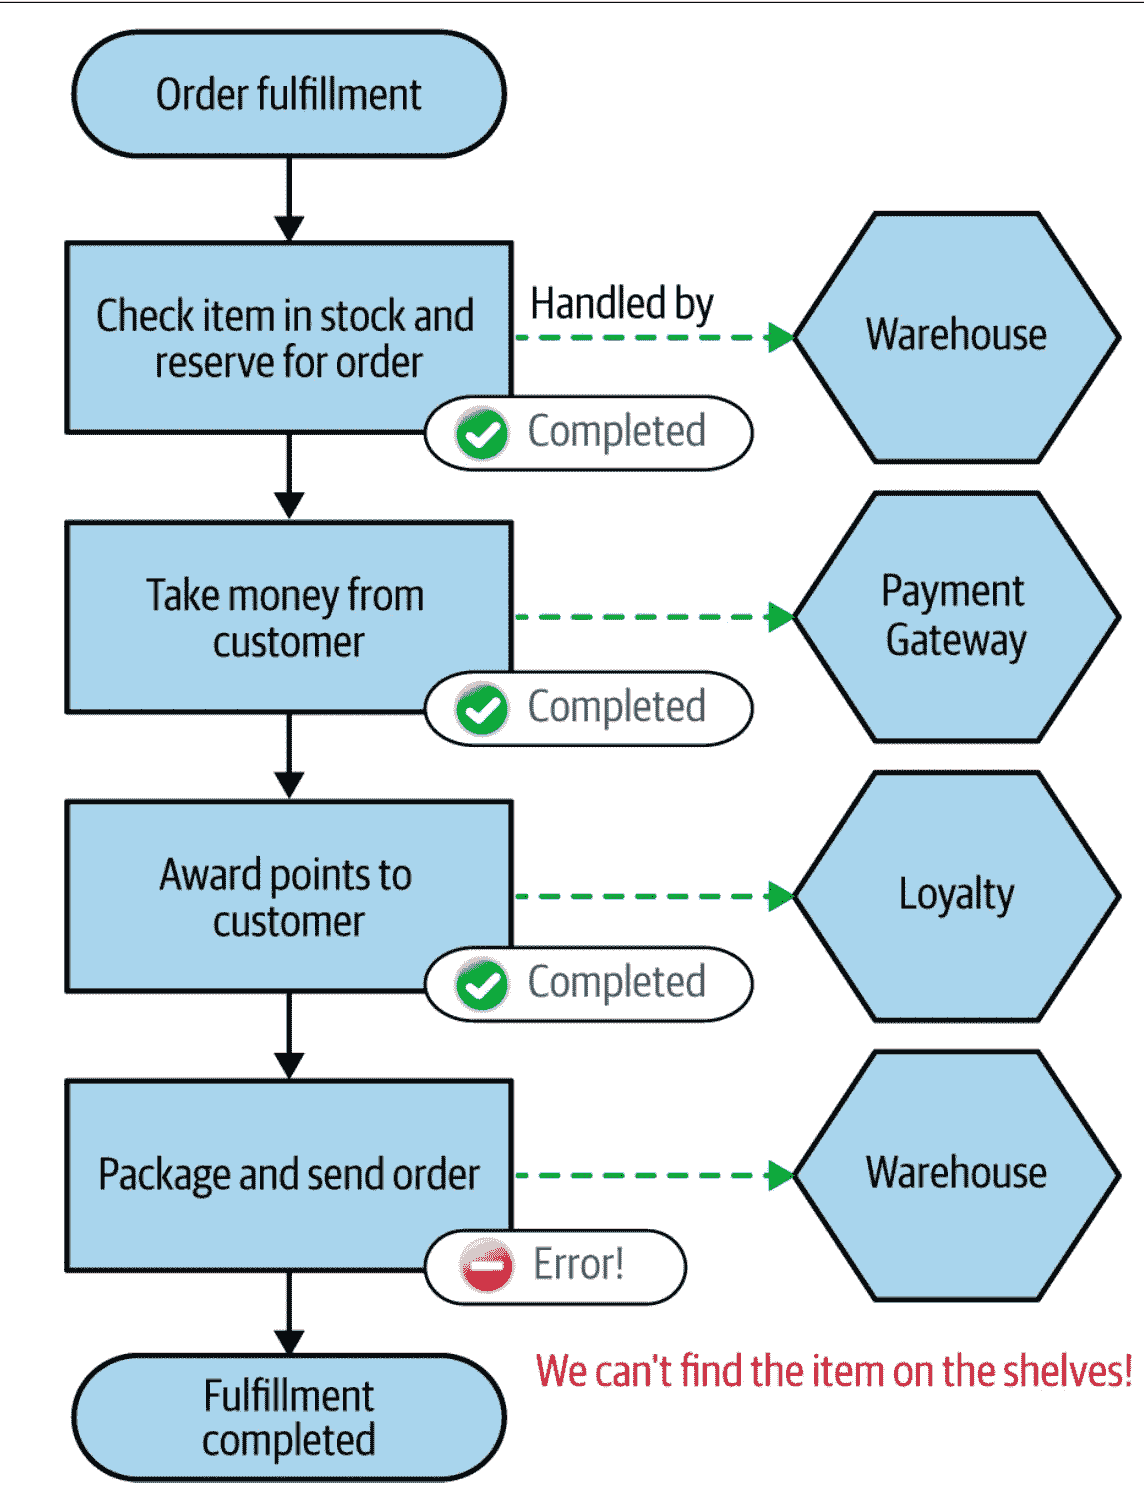 Order fulfillment
Check item in stock and
reserve for order
Handled by
Warehouse
Completed
Take money from
customer
Payment
Gateway
Completed
Award points to
customer
Loyalty
Completed
Package and send order
Warehouse
Error!
We can't find the item on the shelves!
Fulfillment
completed